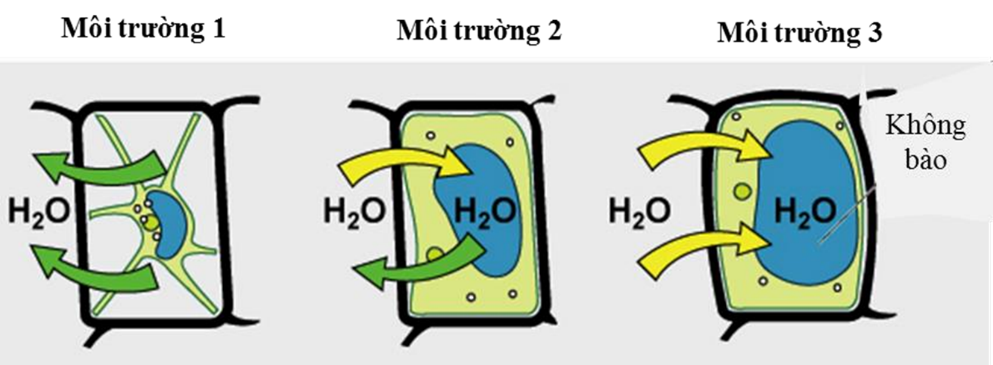 Môi trường 1
Môi trường 2
Môi trường 3
Không
bào
H₂O
H₂O
H₂O
H₂O
H₂O